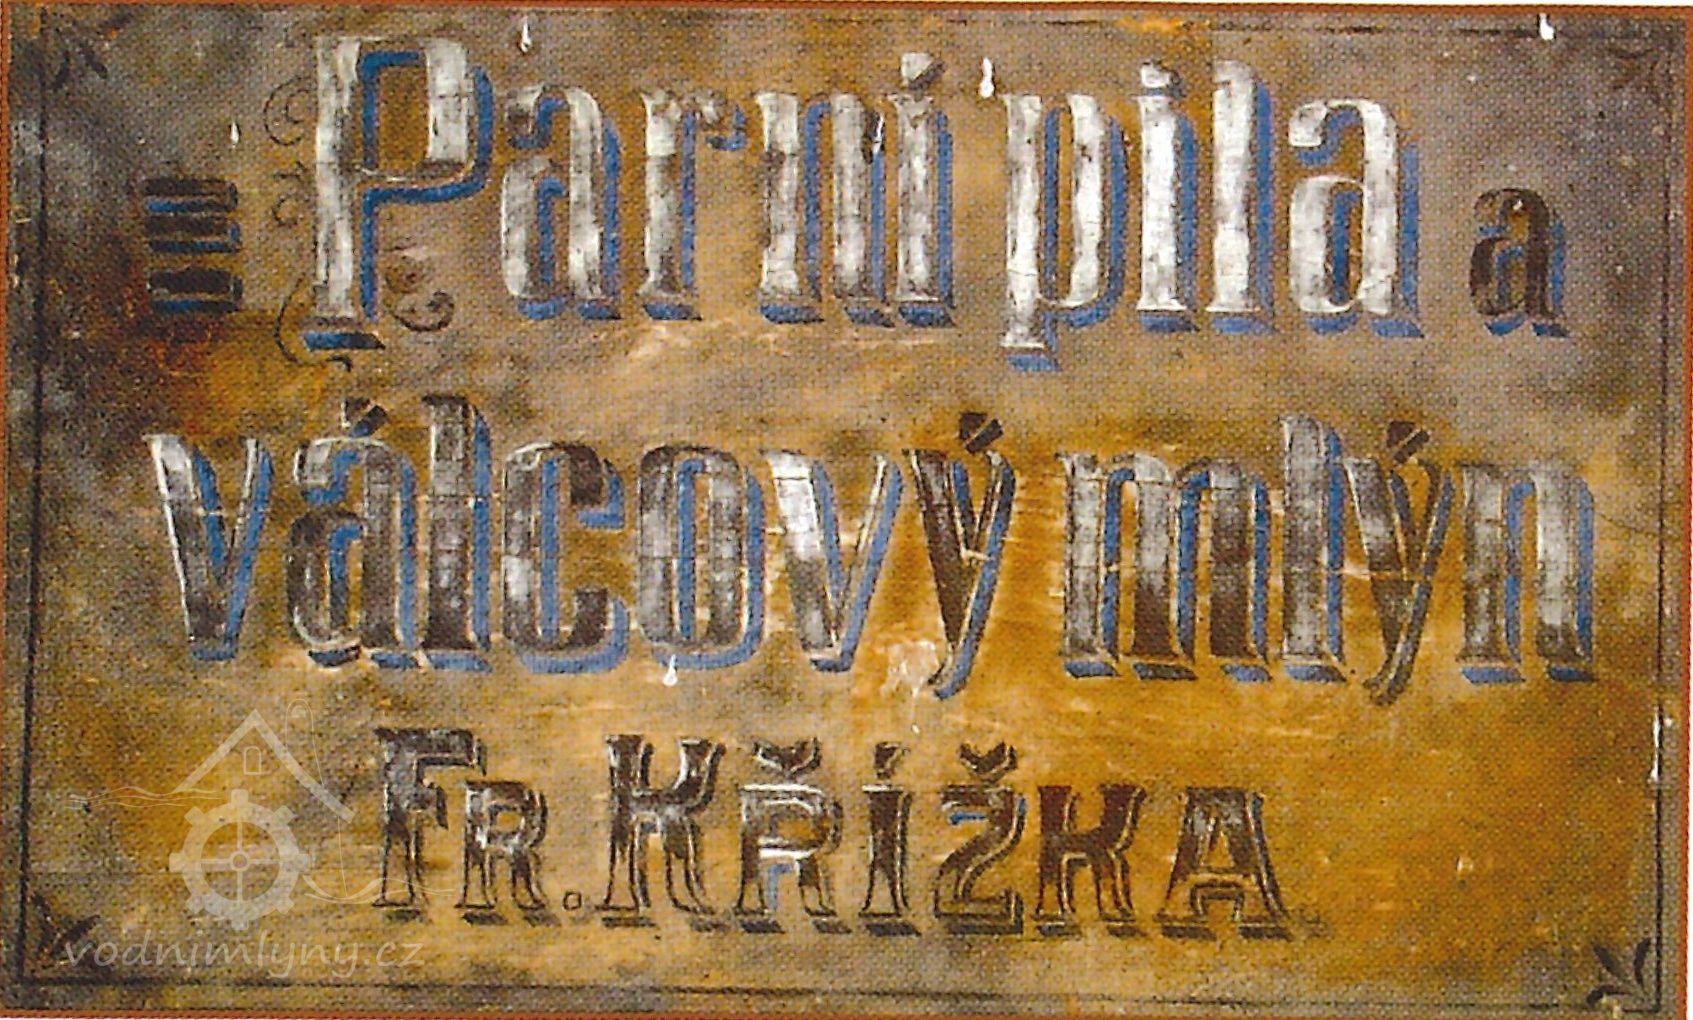 Parní pila a
válcový mlýn
FR. KŘÍŽKA
vodnimlyny.cz